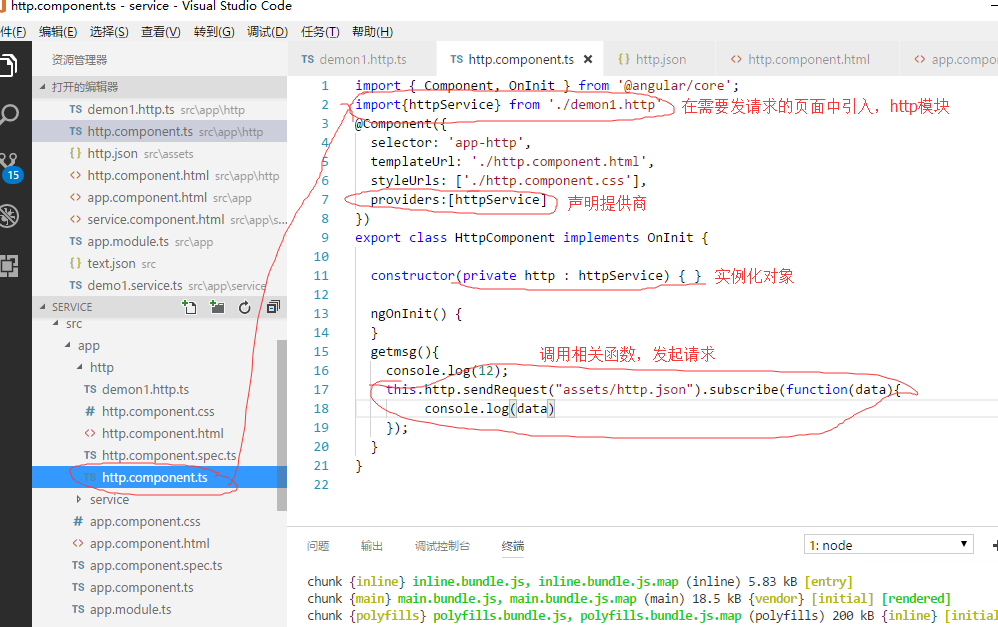 http.component.ts - service - Visual Studio Code
件(F) 编辑(E) 选择(S) 查看(V) 转到(G) 调试(D) 任务(T) 帮助(H)
资源管理器
TS demon1.http.ts TS http.component.ts × {} http.json <> http.component.html <> app.compo
打开的编辑器
TS demon1.http.ts src\app\http
TS http.component.ts src\app\http
{} http.json src\assets
<> http.component.html src\app\http
<> app.component.html src\app
<> service.component.html src\app\s...
TS app.module.ts src\app
{} text.json src
TS demo1.service.ts src\app\service
15
SERVICE
src
app
http
TS demon1.http.ts
# http.component.css
<> http.component.html
TS http.component.spec.ts
TS http.component.ts
service
# app.component.css
<> app.component.html
TS app.component.spec.ts
TS app.component.ts
TS app.module.ts
1 import { Component, OnInit } from '@angular/core';
2 import{httpService} from './demon1.http' 在需要发请求的页面中引入，http模块
3 @Component({
4 selector: 'app-http',
5 templateUrl: './http.component.html',
6 styleUrls: ['./http.component.css'],
7 providers:[httpService] 声明提供商
8 })
9 export class HttpComponent implements OnInit {
10
11 constructor(private http : httpService) { } 实例化对象
12
13 ngOnInit() {
14 }
15 getmsg(){ 调用相关函数，发起请求
16 console.log(12);
17 this.http.sendRequest("assets/http.json").subscribe(function(data){
18 console.log(data)
19 });
20 }
21 }
22
问题 输出 调试控制台 终端 1: node
chunk {inline} inline.bundle.js, inline.bundle.js.map (inline) 5.83 kB [entry]
chunk {main} main.bundle.js, main.bundle.js.map (main) 18.5 kB {vendor} [initial] [rendered]
chunk {polyfills} polyfills.bundle.js, polyfills.bundle.js.map (polyfills) 200 kB {inline} [initial